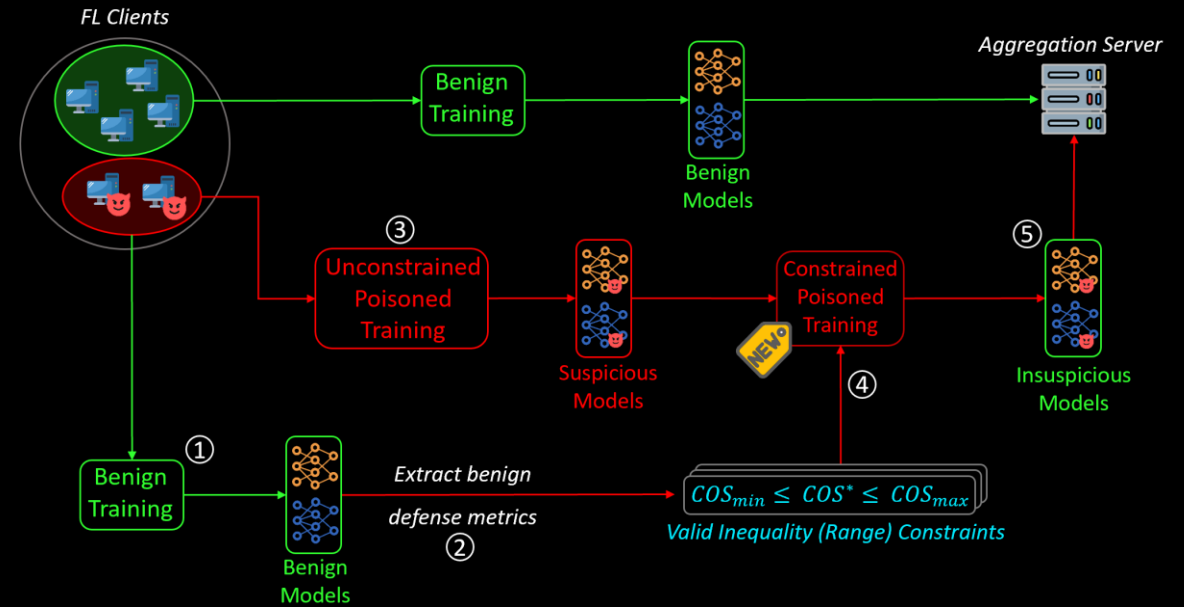 FL Clients
Aggregation Server
Benign
Training
Benign
Models
③
Unconstrained
Poisoned
Training
Suspicious
Models
Constrained
Poisoned
Training
NEW
④
⑤
Insuspicious
Models
①
Benign
Training
Benign
Models
Extract benign
defense metrics
②
COS_min ≤ COS* ≤ COS_max
Valid Inequality (Range) Constraints